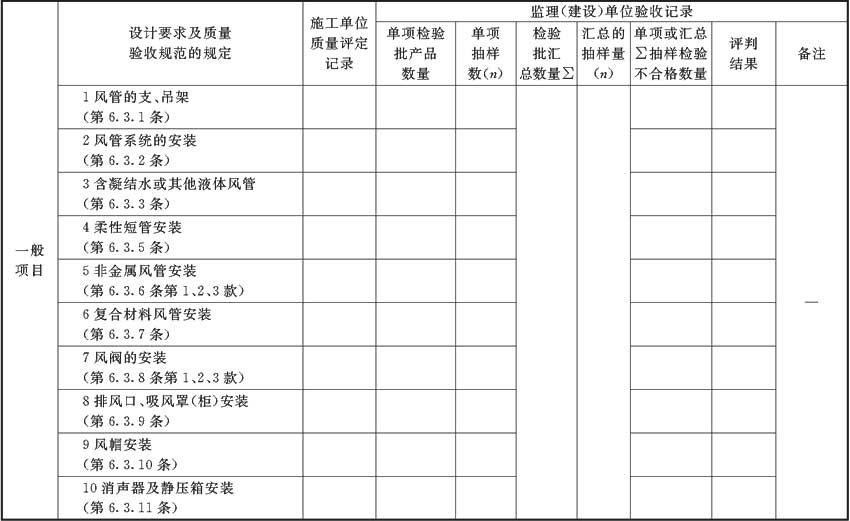 设计要求及质量
验收规范的规定
施工单位
质量评定
记录
监理(建设)单位验收记录
单项检验
批产品
数量
单项
抽样
数(n)
检验
批汇
总数量∑
汇总的
抽样量
(n)
单项或汇总
∑抽样检验
不合格数量
评判
结果
备注
一般
项目
1 风管的支、吊架
(第 6.3.1 条)
2 风管系统的安装
(第 6.3.2 条)
3 含凝结水或其他液体风管
(第 6.3.3 条)
4 柔性短管安装
(第 6.3.5 条)
5 非金属风管安装
(第 6.3.6 条第 1、2、3 款)
6 复合材料风管安装
(第 6.3.7 条)
7 风阀的安装
(第 6.3.8 条第 1、2、3 款)
8 排风口、吸风罩(柜)安装
(第 6.3.9 条)
9 风帽安装
(第 6.3.10 条)
10 消声器及静压箱安装
(第 6.3.11 条)
—